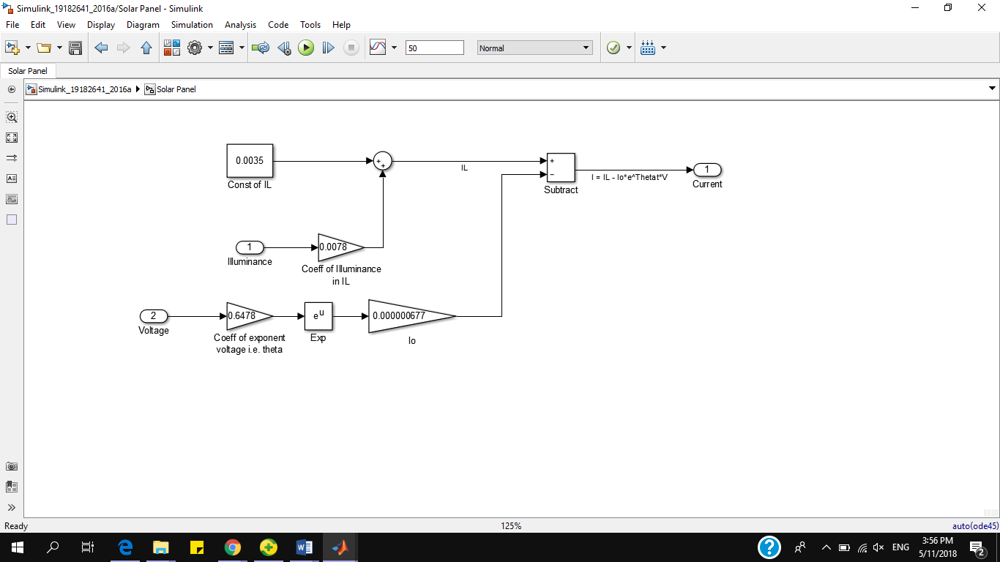 Simulink_19182641_2016a/Solar Panel - Simulink
File Edit View Display Diagram Simulation Analysis Code Tools Help
50
Normal
Solar Panel
Simulink_19182641_2016a
Solar Panel
0.0035
Const of IL
+
+
IL
+
−
Subtract
I = IL - Io*e^Thetat*V
1
Current
1
Illuminance
0.0078
Coeff of Illuminance
in IL
2
Voltage
0.6478
Coeff of exponent
voltage i.e. theta
e^u
Exp
0.000000677
Io
Ready
125%
auto(ode45)
ENG
3:56 PM
5/11/2018
2